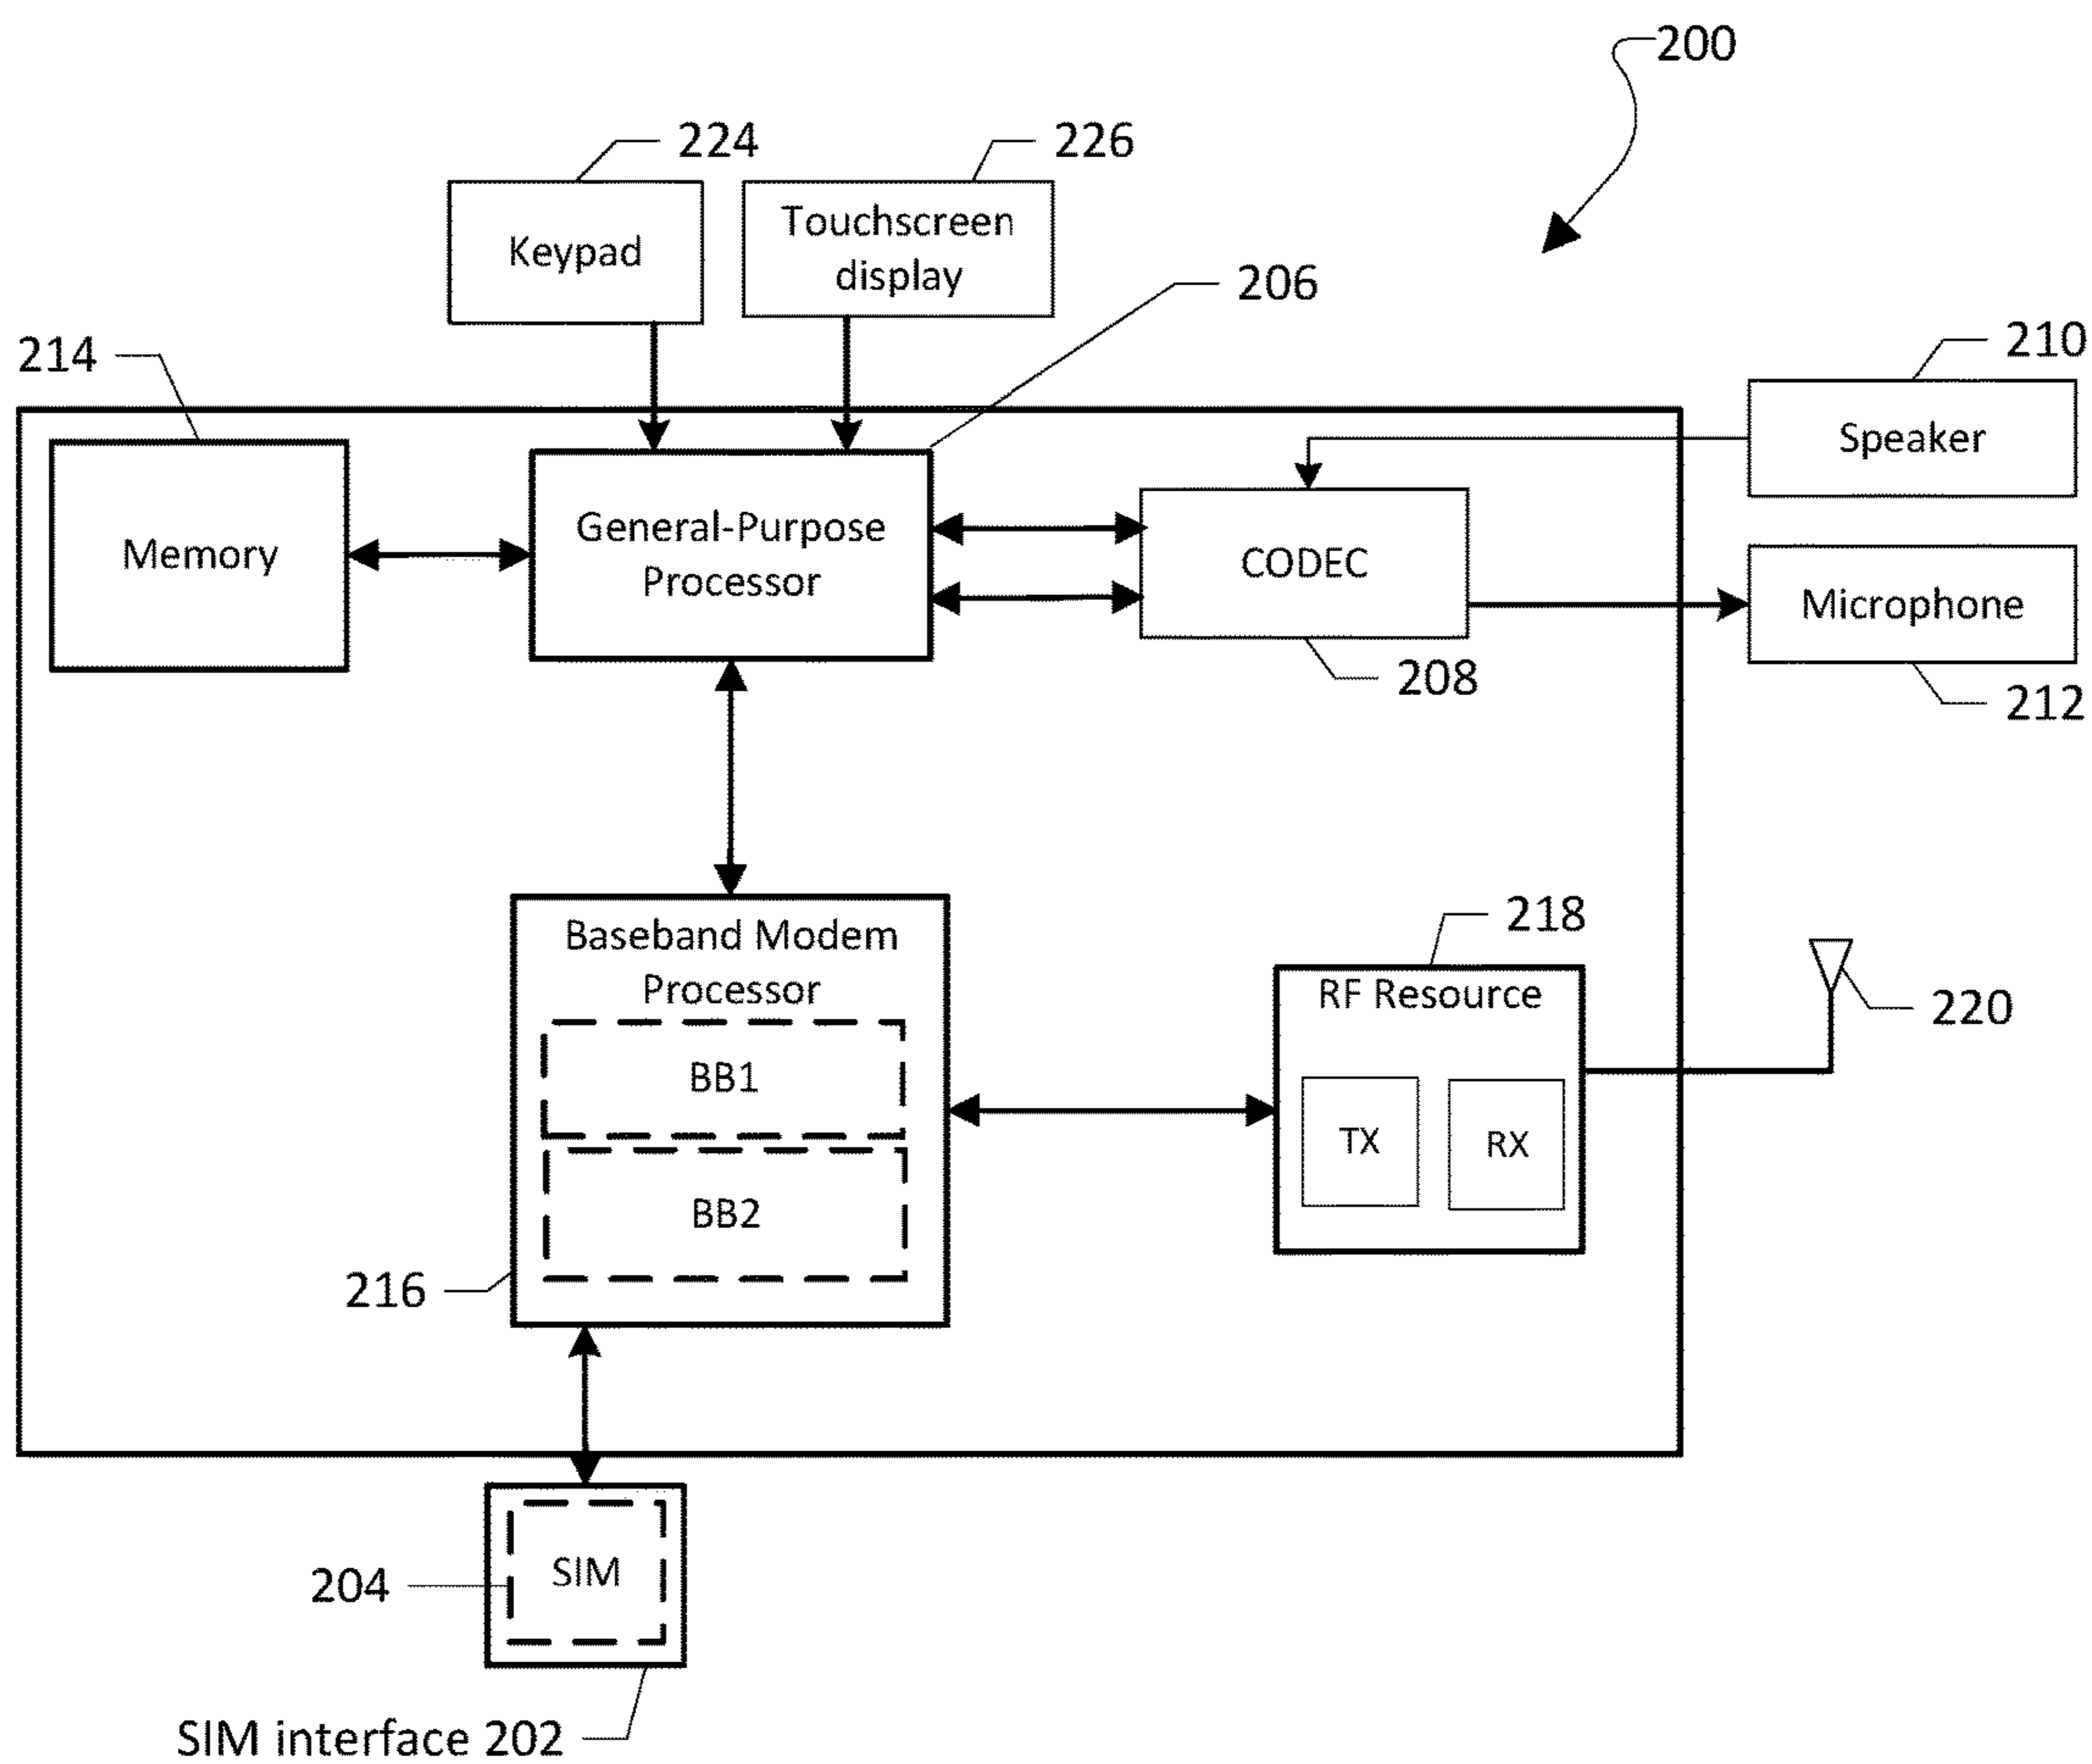 200
224
226
Keypad
Touchscreen
display
206
214
210
Speaker
Memory
General-Purpose
Processor
CODEC
Microphone
208
212
Baseband Modem
Processor
BB1
BB2
216
218
RF Resource
TX
RX
220
204
SIM
SIM interface 202